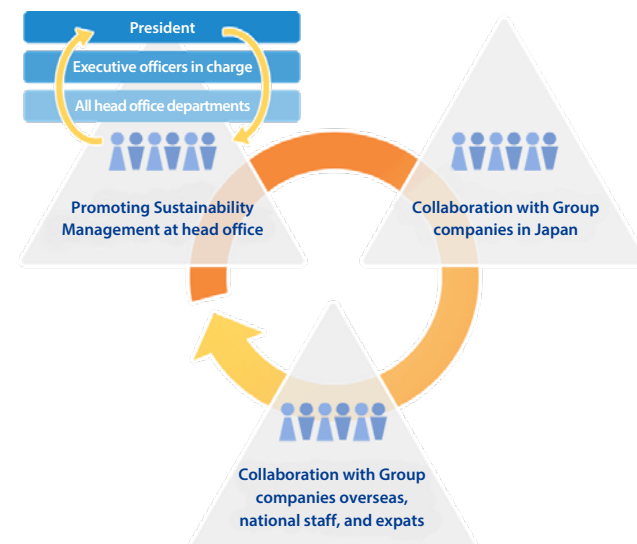 President
Executive officers in charge
All head office departments
Promoting Sustainability
Management at head office
Collaboration with Group
companies in Japan
Collaboration with Group
companies overseas,
national staff, and expats